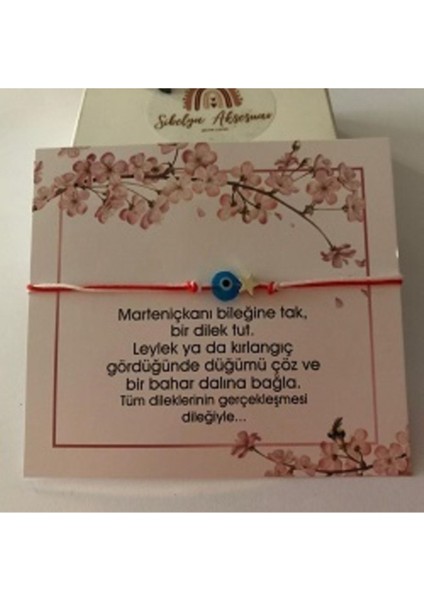 Sibelya Aksesuar
Marteniçkanı bileğine tak,
bir dilek tut.
Leylek ya da kırlangıç
gördüğünde düğümü çöz ve
bir bahar dalına bağla.
Tüm dileklerinin gerçekleşmesi
dileğiyle...